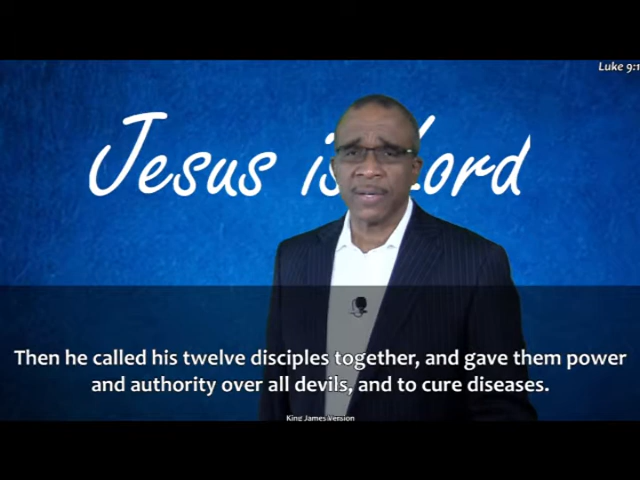 Luke 9:1
Jesus is Lord
Then he called his twelve disciples together, and gave them power
and authority over all devils, and to cure diseases.
King James Version